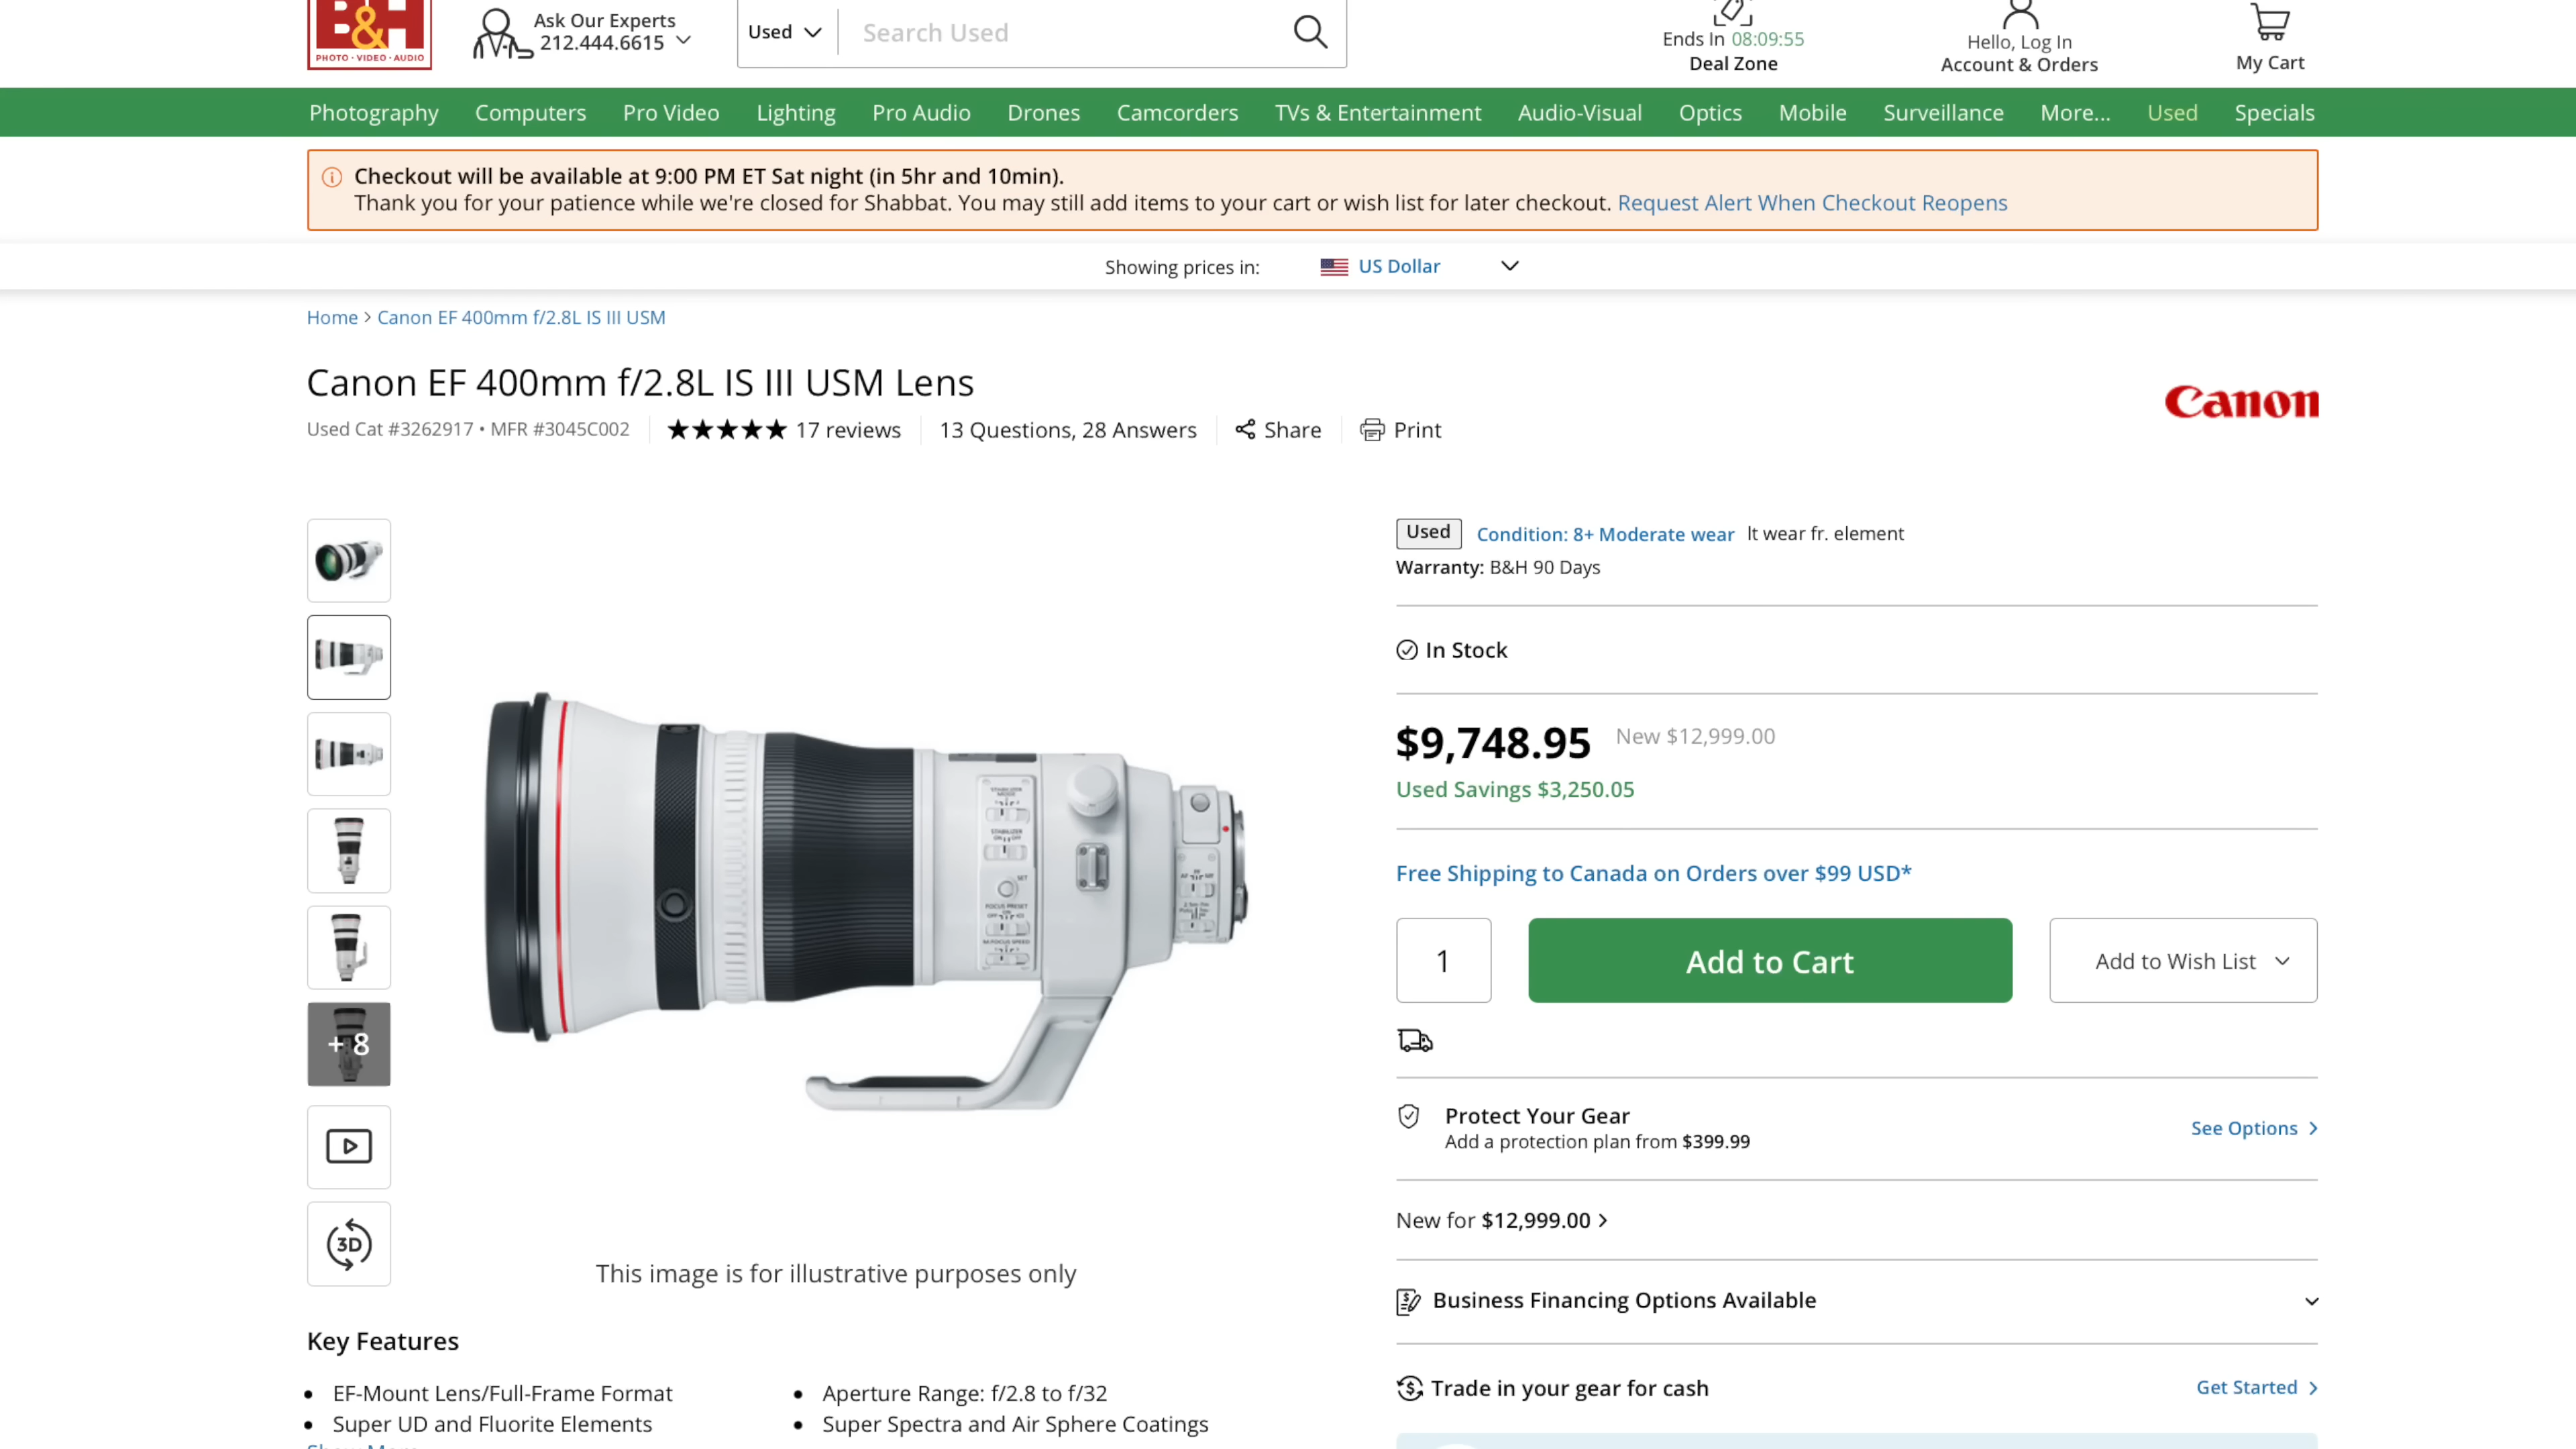 B&H
PHOTO · VIDEO · AUDIO
Ask Our Experts
212.444.6615
Used
Search Used
Ends In 08:09:55
Deal Zone
Hello, Log In
Account & Orders
My Cart
Photography Computers Pro Video Lighting Pro Audio Drones Camcorders TVs & Entertainment Audio-Visual Optics Mobile Surveillance More... Used Specials
Checkout will be available at 9:00 PM ET Sat night (in 5hr and 10min).
Thank you for your patience while we're closed for Shabbat. You may still add items to your cart or wish list for later checkout. Request Alert When Checkout Reopens
Showing prices in: US Dollar
Home > Canon EF 400mm f/2.8L IS III USM
Canon EF 400mm f/2.8L IS III USM Lens
Canon
Used Cat #3262917 • MFR #3045C002
17 reviews
13 Questions, 28 Answers
Share
Print
Used Condition: 8+ Moderate wear lt wear fr. element
Warranty: B&H 90 Days
In Stock
$9,748.95 New $12,999.00
Used Savings $3,250.05
Free Shipping to Canada on Orders over $99 USD*
1
Add to Cart
Add to Wish List
+ 8
Protect Your Gear
Add a protection plan from $399.99
See Options
3D
New for $12,999.00 >
This image is for illustrative purposes only
Business Financing Options Available
Key Features
Trade in your gear for cash
Get Started
• EF-Mount Lens/Full-Frame Format
• Super UD and Fluorite Elements
• Aperture Range: f/2.8 to f/32
• Super Spectra and Air Sphere Coatings